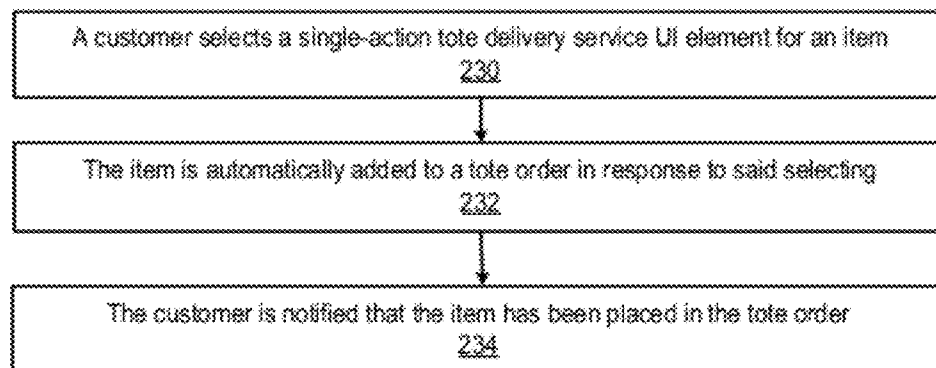 A customer selects a single-action tote delivery service UI element for an item
230
The item is automatically added to a tote order in response to said selecting
232
The customer is notified that the item has been placed in the tote order
234